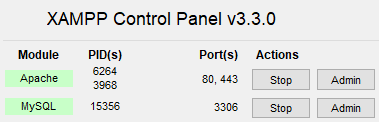 XAMPP Control Panel v3.3.0
Module PID(s) Port(s) Actions
Apache 6264 3968 80, 443 Stop Admin
MySQL 15356 3306 Stop Admin